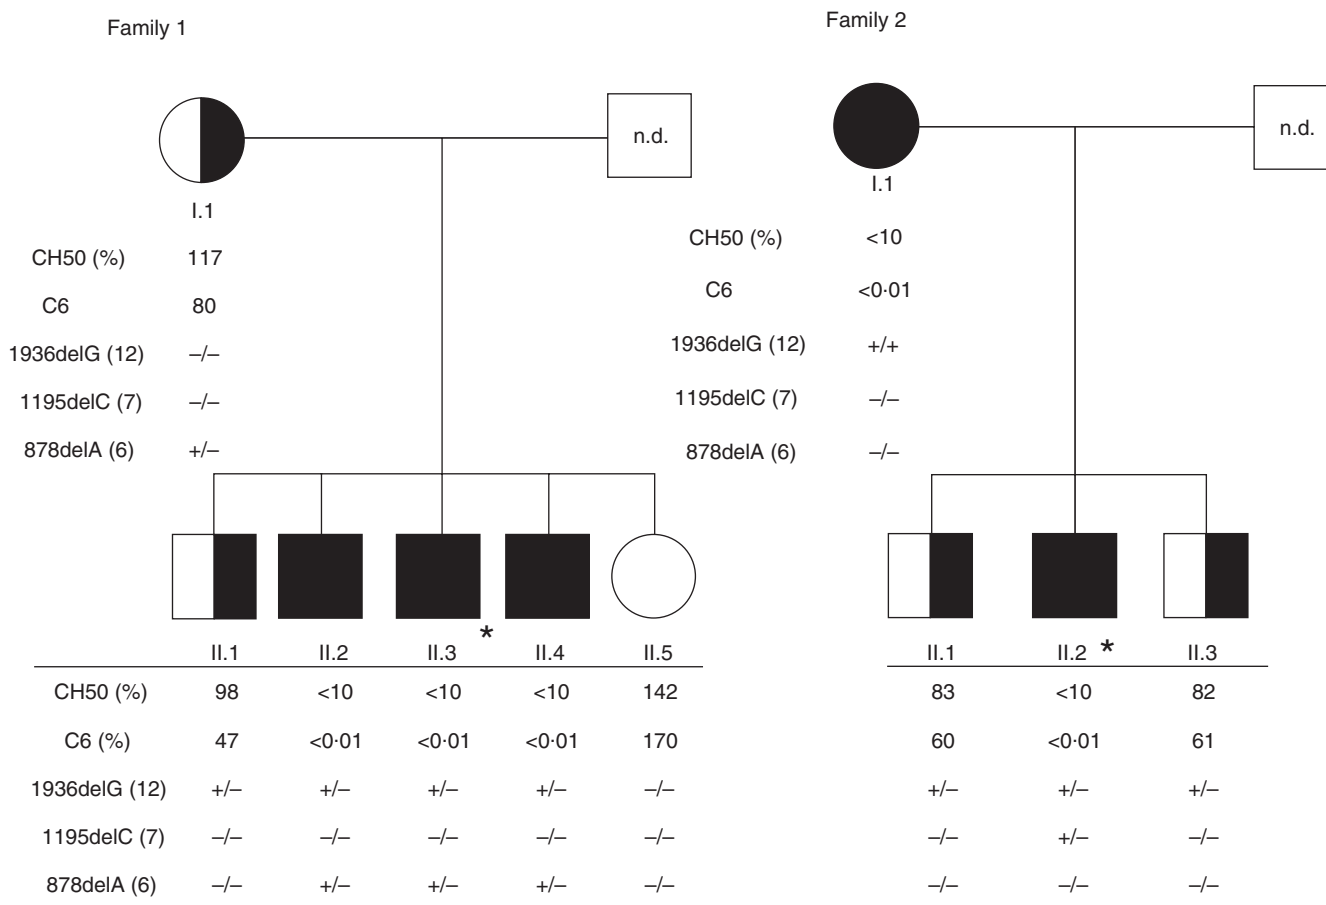 Family 1
Family 2
n.d.
n.d.
I.1
CH50 (%) 117
C6 80
1936delG (12) –/–
1195delC (7) –/–
878delA (6) +/–
I.1
CH50 (%) <10
C6 <0·01
1936delG (12) +/+
1195delC (7) –/–
878delA (6) –/–
II.1 II.2 II.3 * II.4 II.5
CH50 (%) 98 <10 <10 <10 142
C6 (%) 47 <0·01 <0·01 <0·01 170
1936delG (12) +/– +/– +/– +/– –/–
1195delC (7) –/– –/– –/– –/– –/–
878delA (6) –/– +/– +/– +/– –/–
II.1 II.2 * II.3
83 <10 82
60 <0·01 61
+/– +/– +/–
–/– +/– –/–
–/– –/– –/–